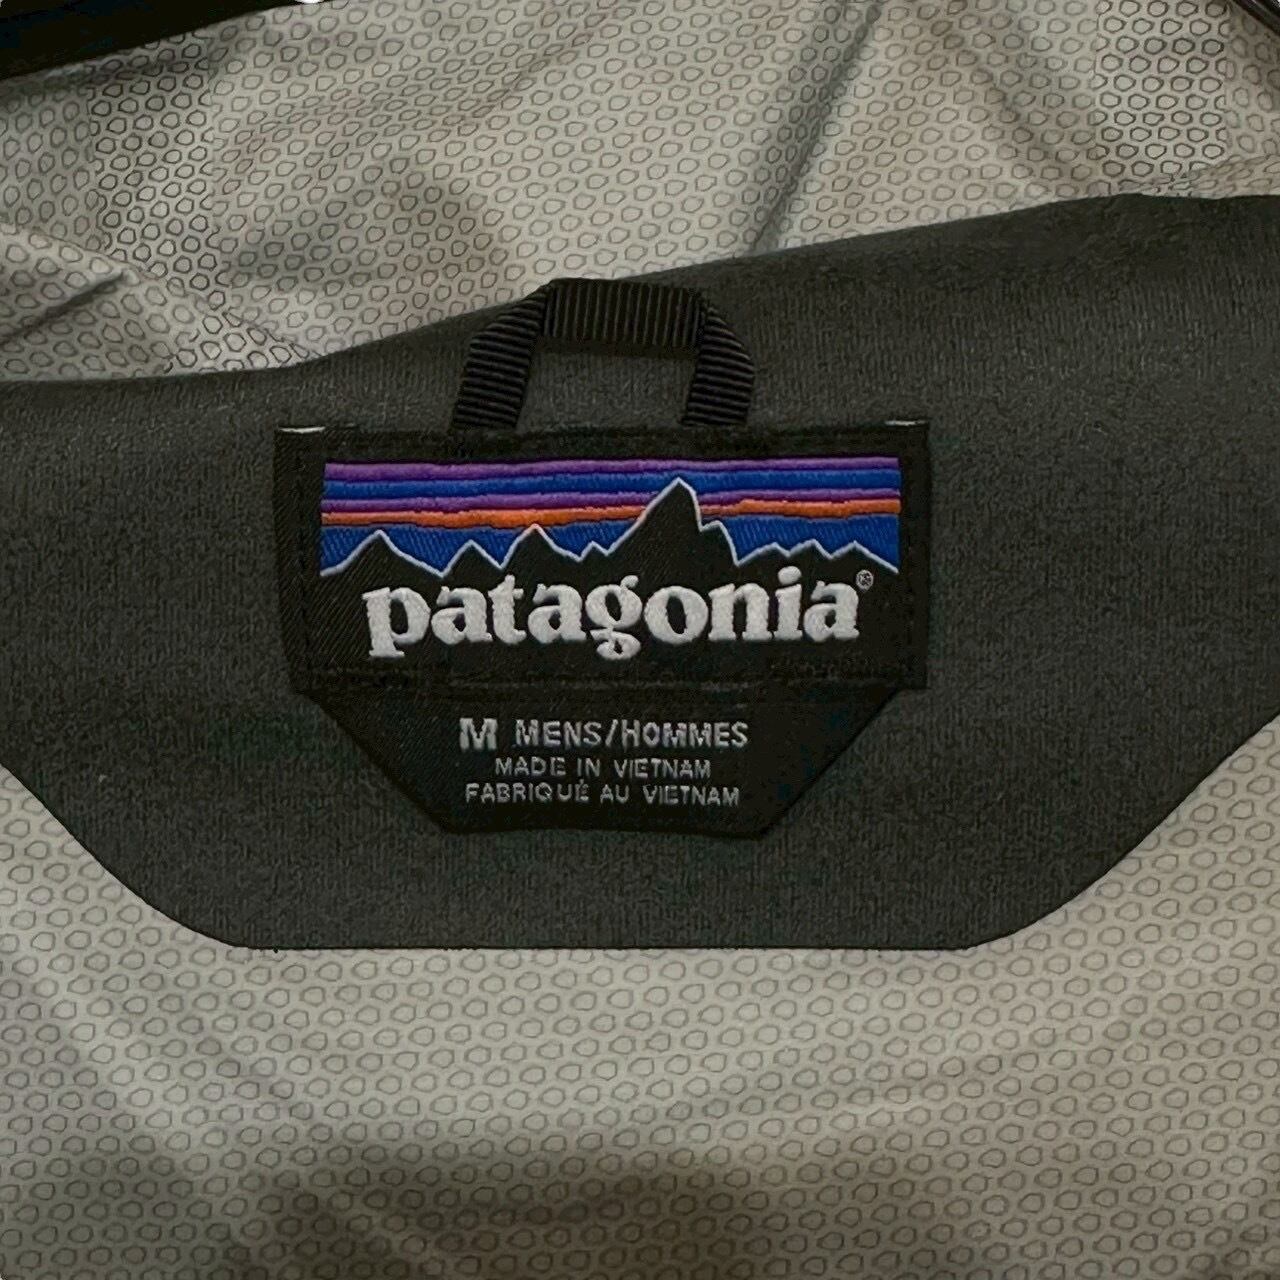 patagonia®
M MENS/HOMMES
MADE IN VIETNAM
FABRIQUÉ AU VIETNAM